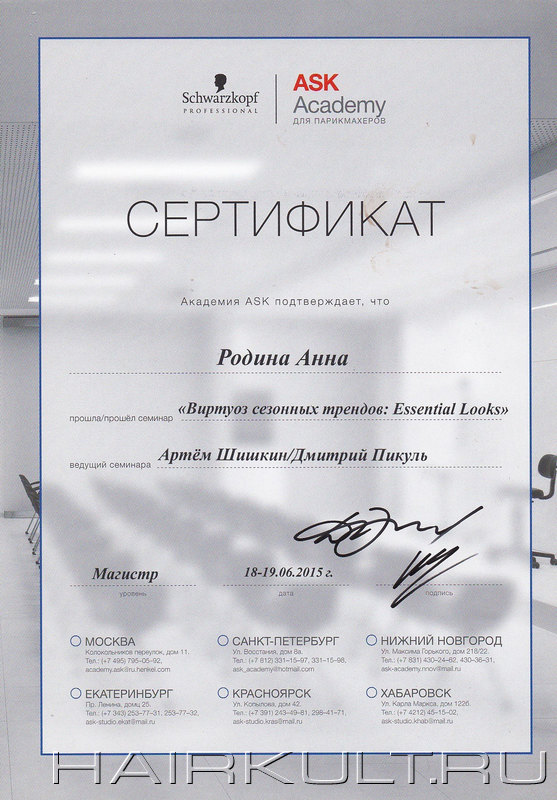 Schwarzkopf
PROFESSIONAL
ASK
Academy
ДЛЯ ПАРИКМАХЕРОВ
СЕРТИФИКАТ
Академия ASK подтверждает, что
Родина Анна
прошла/прошёл семинар «Виртуоз сезонных трендов: Essential Looks»
ведущий семинара Артём Шишкин/Дмитрий Пикуль
Магистр 18-19.06.2015 г.
уровень дата подпись
МОСКВА
Колокольников переулок, дом 11.
Тел.: (+7 495) 795-05-92,
academy.ask@ru.henkel.com
САНКТ-ПЕТЕРБУРГ
Ул. Восстания, дом 8а.
Тел.: (+7 812) 331-15-97, 331-15-98,
ask_academy@hotmail.com
НИЖНИЙ НОВГОРОД
Ул. Максима Горького, дом 218/22.
Тел.: (+7 831) 430-24-62, 430-36-31,
ask-academy.nnov@mail.ru
ЕКАТЕРИНБУРГ
Пр. Ленина, дом 25.
Тел.: (+7 343) 253-77-31, 253-77-32,
ask-studio.ekat@mail.ru
КРАСНОЯРСК
Ул. Копылова, дом 42.
Тел.: (+7 391) 243-49-81, 298-41-71,
ask-studio.kras@mail.ru
ХАБАРОВСК
Ул. Карла Маркса, дом 122б.
Тел.: (+7 4212) 45-15-02,
ask-studio.khab@mail.ru
HAIRKULT.RU